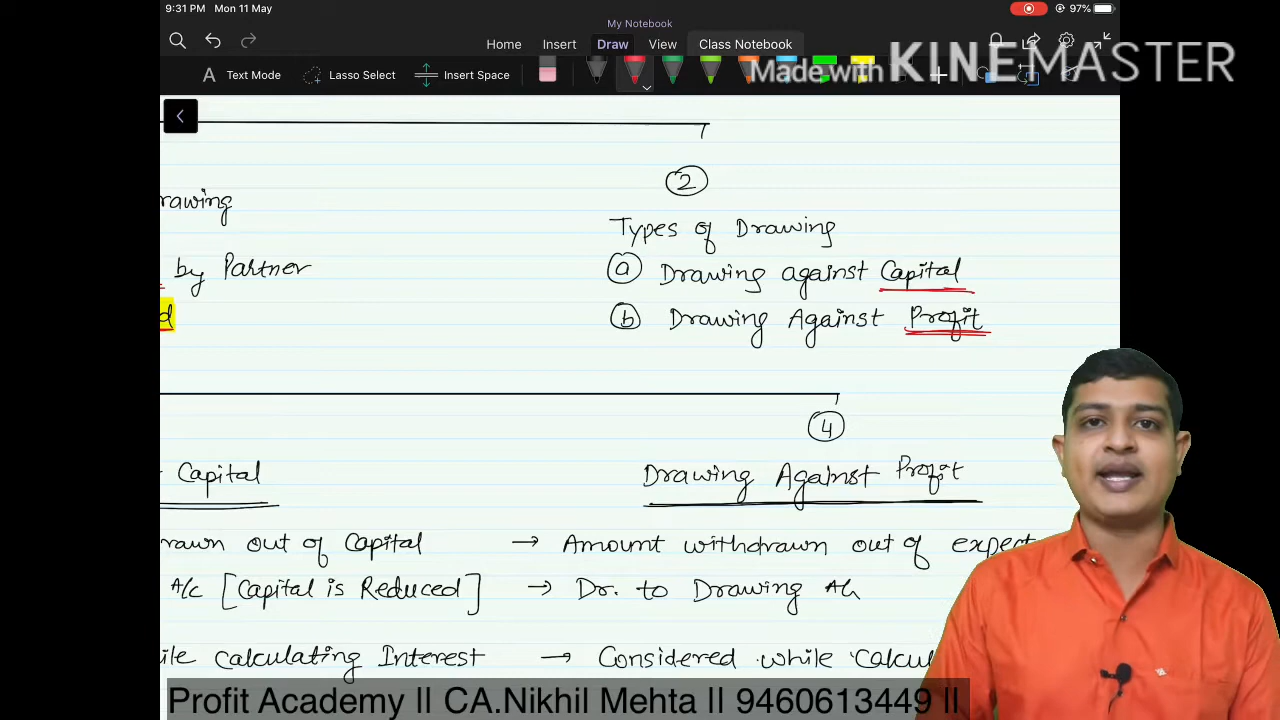 9:31 PM Mon 11 May
97%
My Notebook
Home Insert Draw View Class Notebook
Made with KINEMASTER
Text Mode Lasso Select Insert Space
2
rawing
Types of Drawing
by Partner
a Drawing against Capital
d
b Drawing Against Profit
4
Capital
Drawing Against Profit
rawn out of Capital
→ Amount withdrawn out of expect
A/c [Capital is Reduced]
→ Dr. to Drawing A/c
ile calculating Interest
→ Considered while calcul
Profit Academy ll CA.Nikhil Mehta ll 9460613449 ll